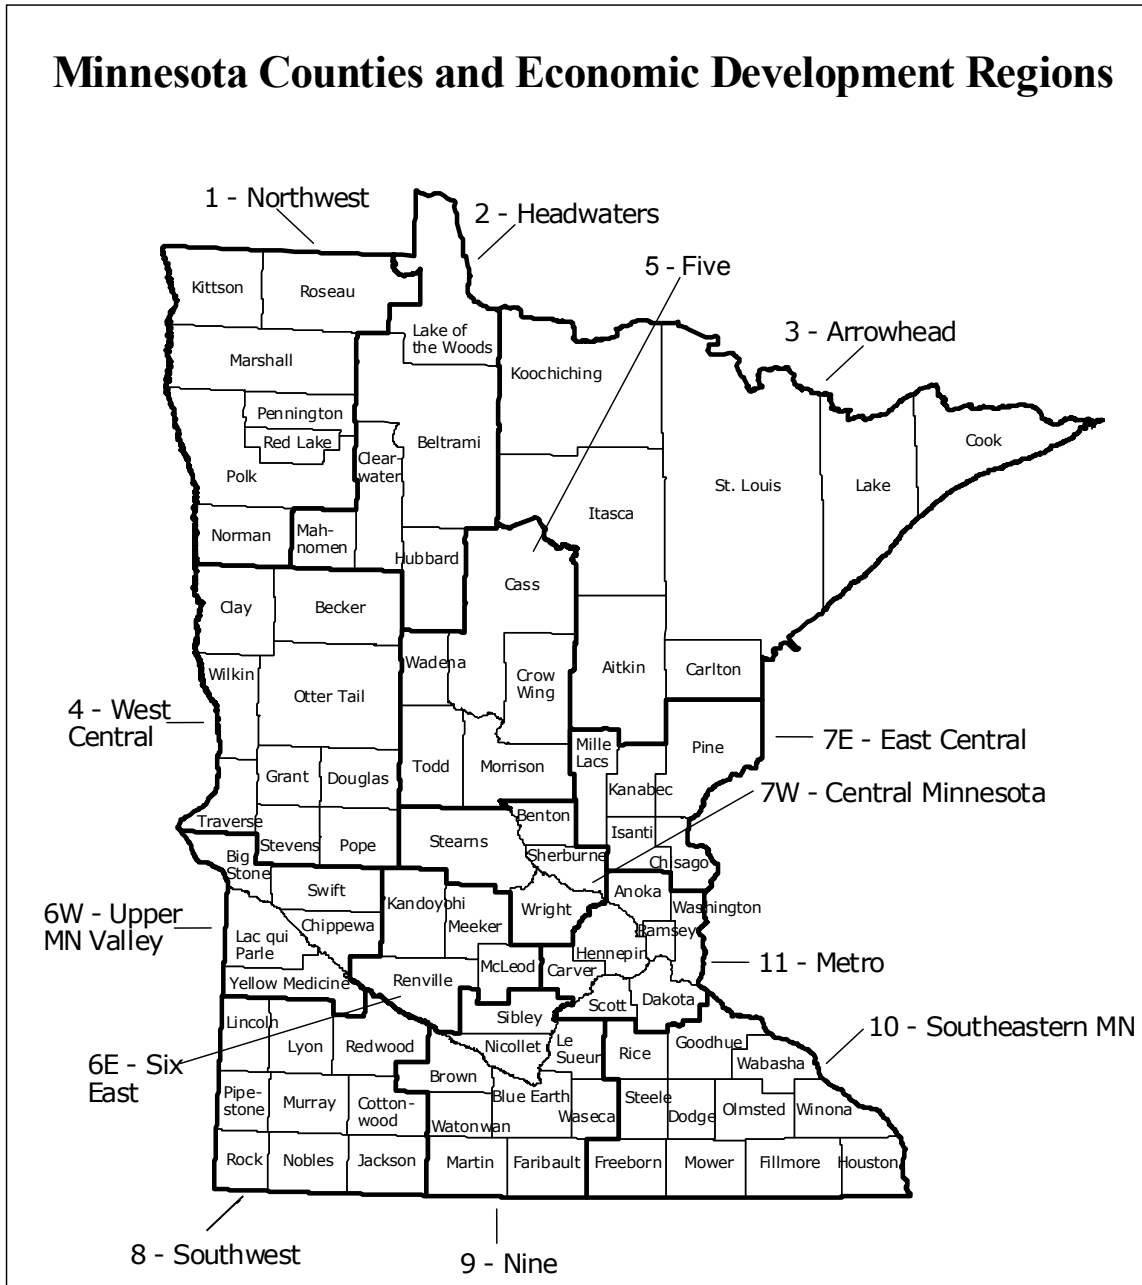 Minnesota Counties and Economic Development Regions
1 - Northwest
2 - Headwaters
5 - Five
3 - Arrowhead
Kittson
Roseau
Lake of
the Woods
Marshall
Koochiching
Pennington
Red Lake
Beltrami
Cook
Clear-
water
Polk
St. Louis
Lake
Itasca
Norman
Mah-
nomen
Hubbard
Cass
Clay
Becker
Wadena
Aitkin
Carlton
Wilkin
Crow
Wing
Otter Tail
4 - West
Central
7E - East Central
Mille
Lacs
Pine
Grant
Douglas
Todd
Morrison
Kanabec
7W - Central Minnesota
Traverse
Benton
Isanti
Stevens
Pope
Stearns
Sherburne
Chisago
Big
Stone
Swift
Anoka
Kandoyohi
Wright
Washington
6W - Upper
MN Valley
Chippewa
Meeker
Ramsey
Lac qui
Parle
Hennepin
11 - Metro
McLeod
Carver
Yellow Medicine
Renville
Scott
Dakota
Lincoln
Sibley
10 - Southeastern MN
Lyon
Redwood
Nicollet
Le
Sueur
Rice
Goodhue
Wabasha
6E - Six
East
Brown
Pipe-
stone
Murray
Cotton-
wood
Blue Earth
Waseca
Steele
Dodge
Olmsted
Winona
Watonwan
Rock
Nobles
Jackson
Martin
Faribault
Freeborn
Mower
Fillmore
Houston
8 - Southwest
9 - Nine